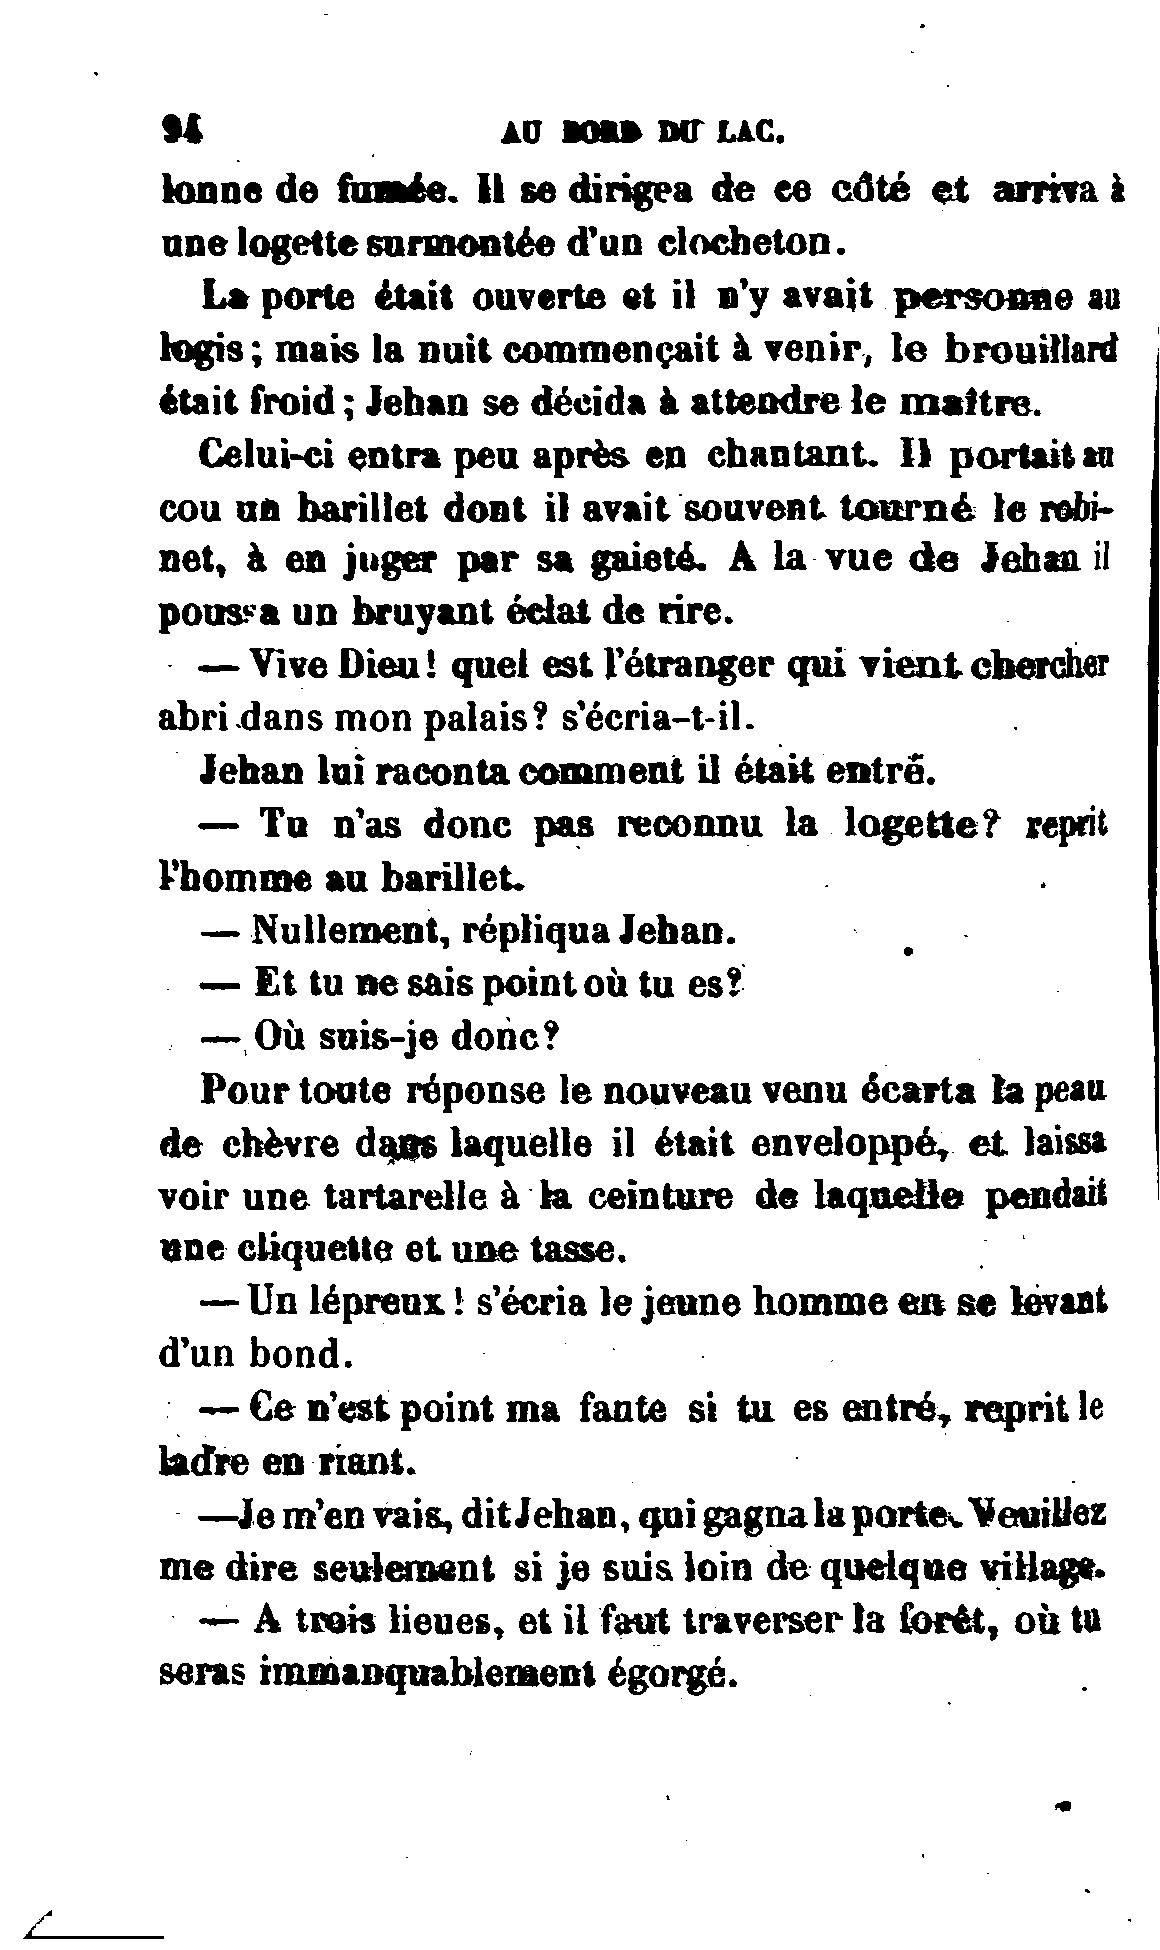 94 AU BORD DU LAC.
lonne de fumée. Il se dirigea de ce côté et arriva à
une logette surmontée d'un clocheton.
La porte était ouverte et il n'y avait personne au
logis ; mais la nuit commençait à venir, le brouillard
était froid ; Jehan se décida à attendre le maître.
Celui-ci entra peu après en chantant. Il portait au
cou un barillet dont il avait souvent tourné le robi-
net, à en juger par sa gaieté. A la vue de Jehan il
poussa un bruyant éclat de rire.
— Vive Dieu ! quel est l'étranger qui vient chercher
abri dans mon palais ? s'écria-t-il.
Jehan lui raconta comment il était entré.
— Tu n'as donc pas reconnu la logette ? reprit
l'homme au barillet.
— Nullement, répliqua Jehan.
— Et tu ne sais point où tu es ?
— Où suis-je donc ?
Pour toute réponse le nouveau venu écarta la peau
de chèvre dans laquelle il était enveloppé, et laissa
voir une tartarelle à la ceinture de laquelle pendait
une cliquette et une tasse.
— Un lépreux ! s'écria le jeune homme en se levant
d'un bond.
— Ce n'est point ma faute si tu es entré, reprit le
ladre en riant.
— Je m'en vais, dit Jehan, qui gagna la porte. Veuillez
me dire seulement si je suis loin de quelque village.
— A trois lieues, et il faut traverser la forêt, où tu
seras immanquablement égorgé.